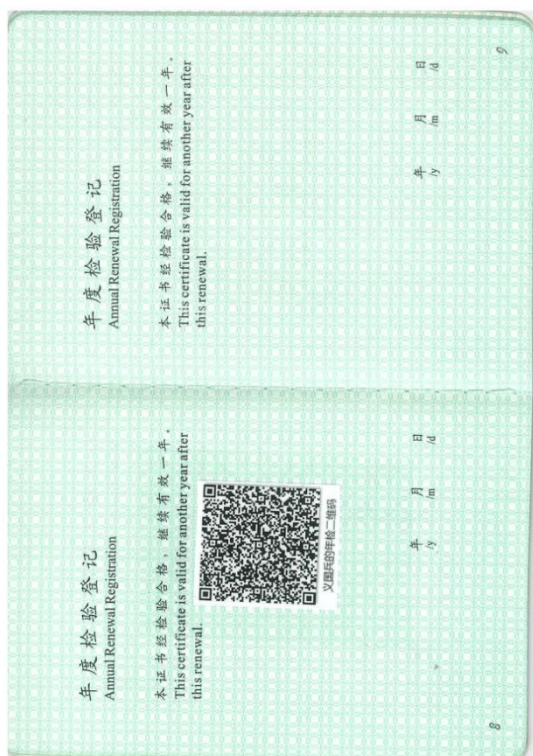 年度检验登记
Annual Renewal Registration
本证书经检验合格，继续有效一年。
This certificate is valid for another year after
this renewal.
义国兵的年检二维码
年 月 日
/y /m /d
8
年度检验登记
Annual Renewal Registration
本证书经检验合格，继续有效一年。
This certificate is valid for another year after
this renewal.
年 月 日
/y /m /d
9